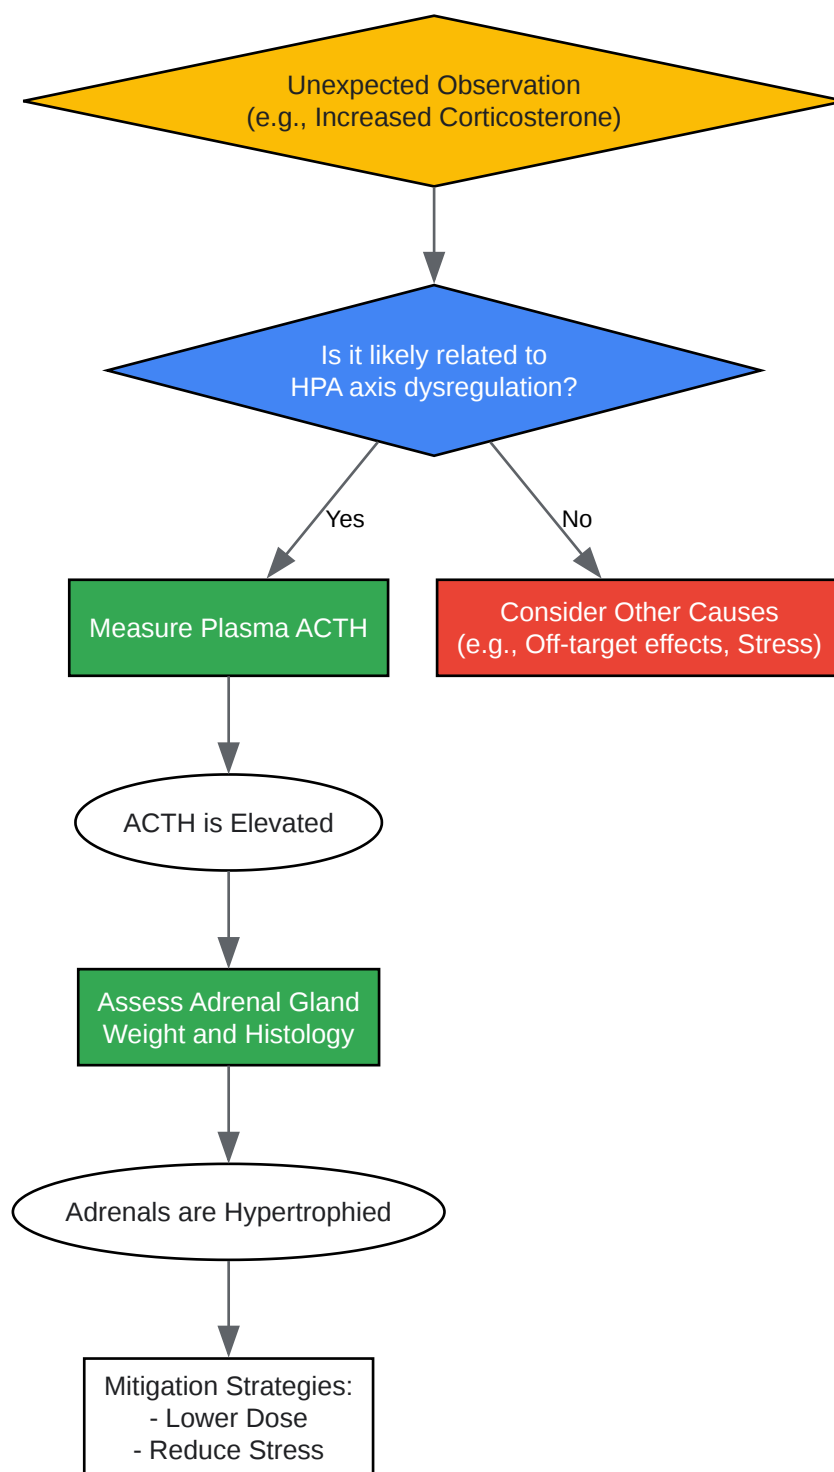 Unexpected Observation
(e.g., Increased Corticosterone)
Is it likely related to
HPA axis dysregulation?
Yes
No
Measure Plasma ACTH
Consider Other Causes
(e.g., Off-target effects, Stress)
ACTH is Elevated
Assess Adrenal Gland
Weight and Histology
Adrenals are Hypertrophied
Mitigation Strategies:
- Lower Dose
- Reduce Stress